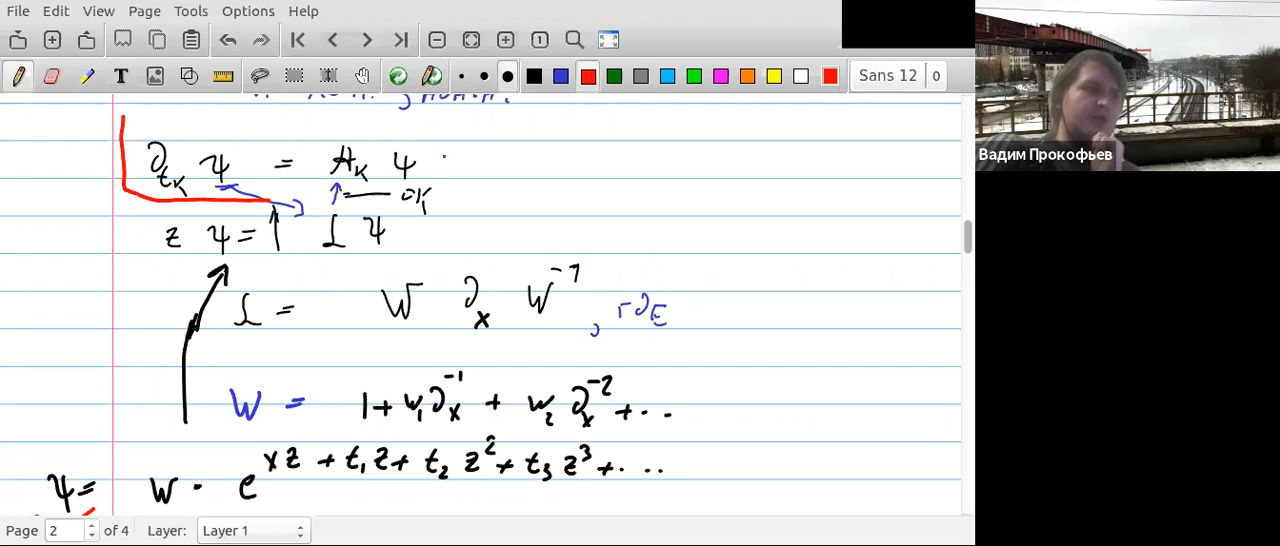 File Edit View Page Tools Options Help
Sans 12 0
Вадим Прокофьев
∂_{t_K} ψ = A_K ψ
OK
z ψ = L ψ
L = W ∂_x W^{-1}, где
W = 1 + w_1 ∂_x^{-1} + w_2 ∂_x^{-2} + ...
ψ = W · e^{xz + t_1 z + t_2 z^2 + t_3 z^3 + ...}
Page 2 of 4 Layer: Layer 1